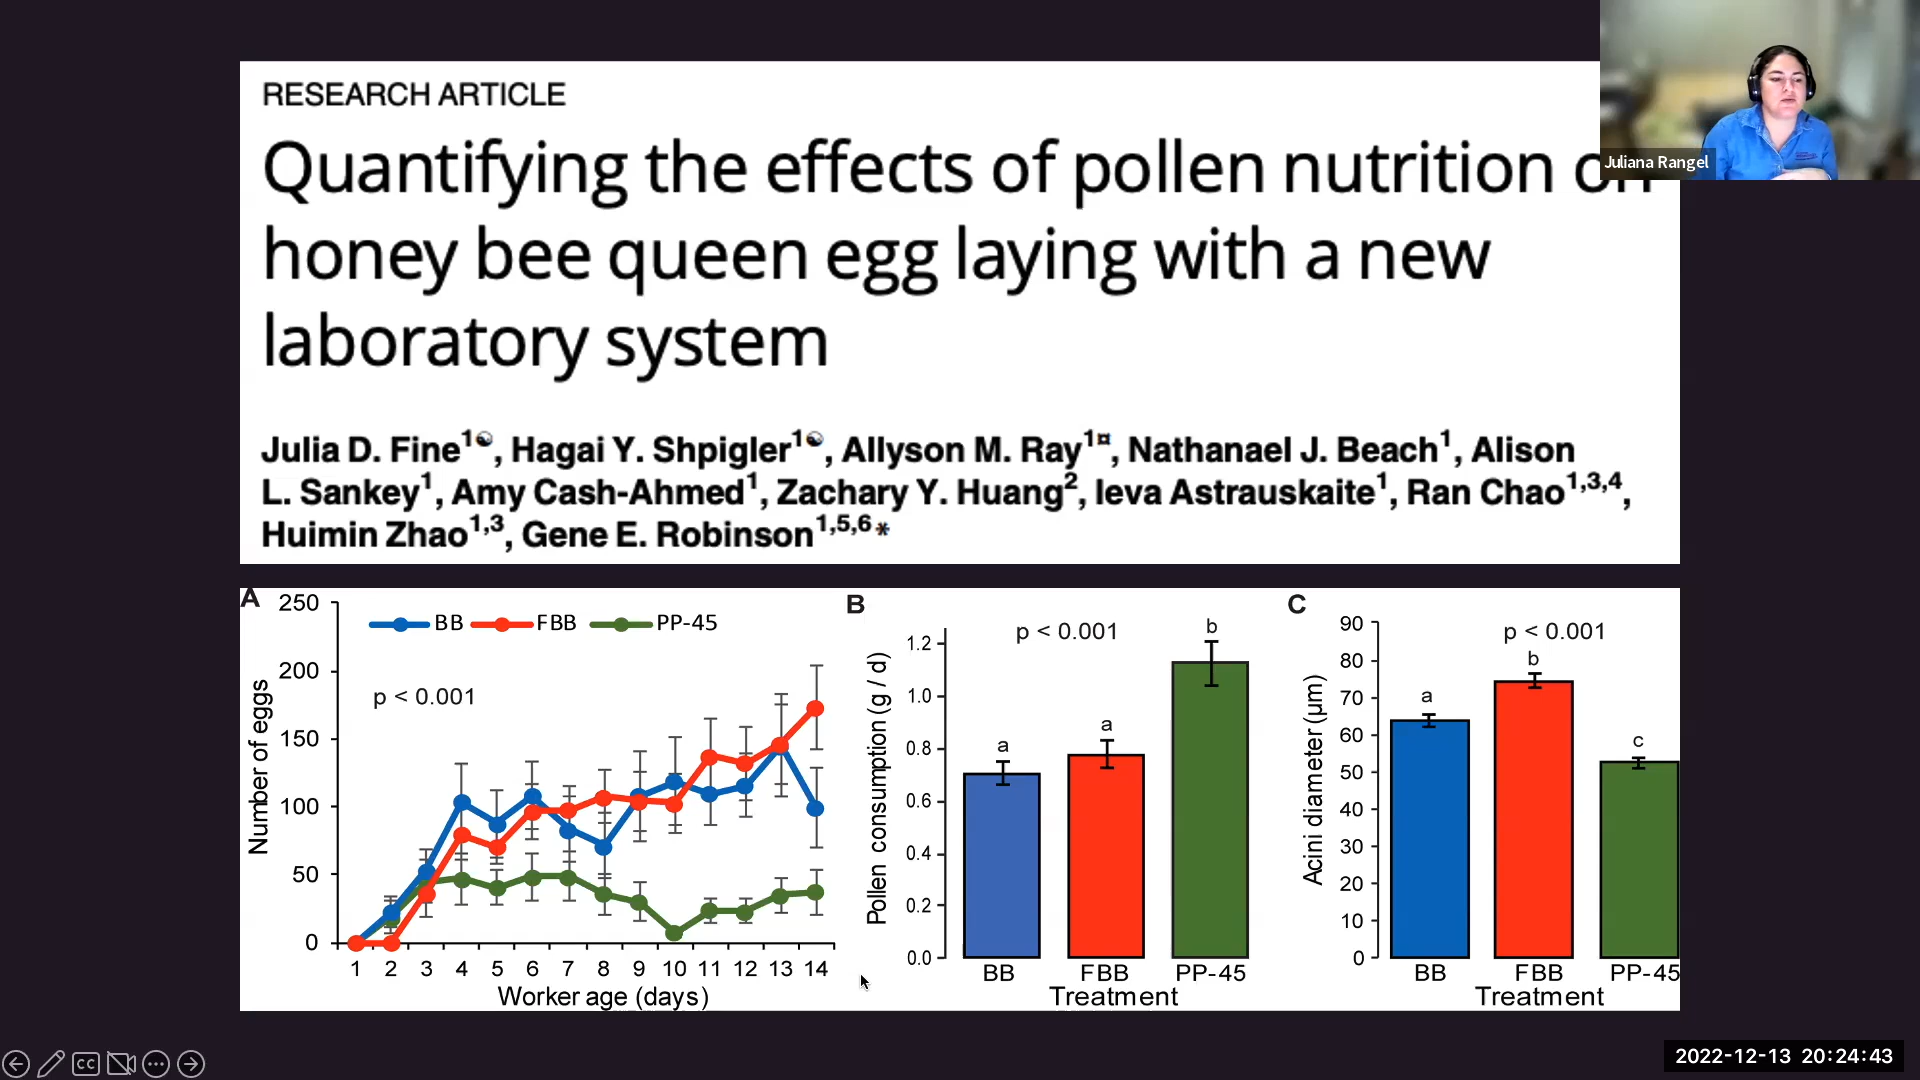 RESEARCH ARTICLE
Quantifying the effects of pollen nutrition on
honey bee queen egg laying with a new
laboratory system
Julia D. Fine1☯, Hagai Y. Shpigler1☯, Allyson M. Ray1¤, Nathanael J. Beach1, Alison
L. Sankey1, Amy Cash-Ahmed1, Zachary Y. Huang2, Ieva Astrauskaite1, Ran Chao1,3,4,
Huimin Zhao1,3, Gene E. Robinson1,5,6*
Juliana Rangel
A
250
200
150
100
50
0
Number of eggs
BB FBB PP-45
p < 0.001
1 2 3 4 5 6 7 8 9 10 11 12 13 14
Worker age (days)
B
1.2
1.0
0.8
0.6
0.4
0.2
0.0
Pollen consumption (g / d)
p < 0.001
a a b
BB FBB PP-45
Treatment
C
90
80
70
60
50
40
30
20
10
0
Acini diameter (µm)
p < 0.001
a b c
BB FBB PP-45
Treatment
CC
2022-12-13 20:24:43